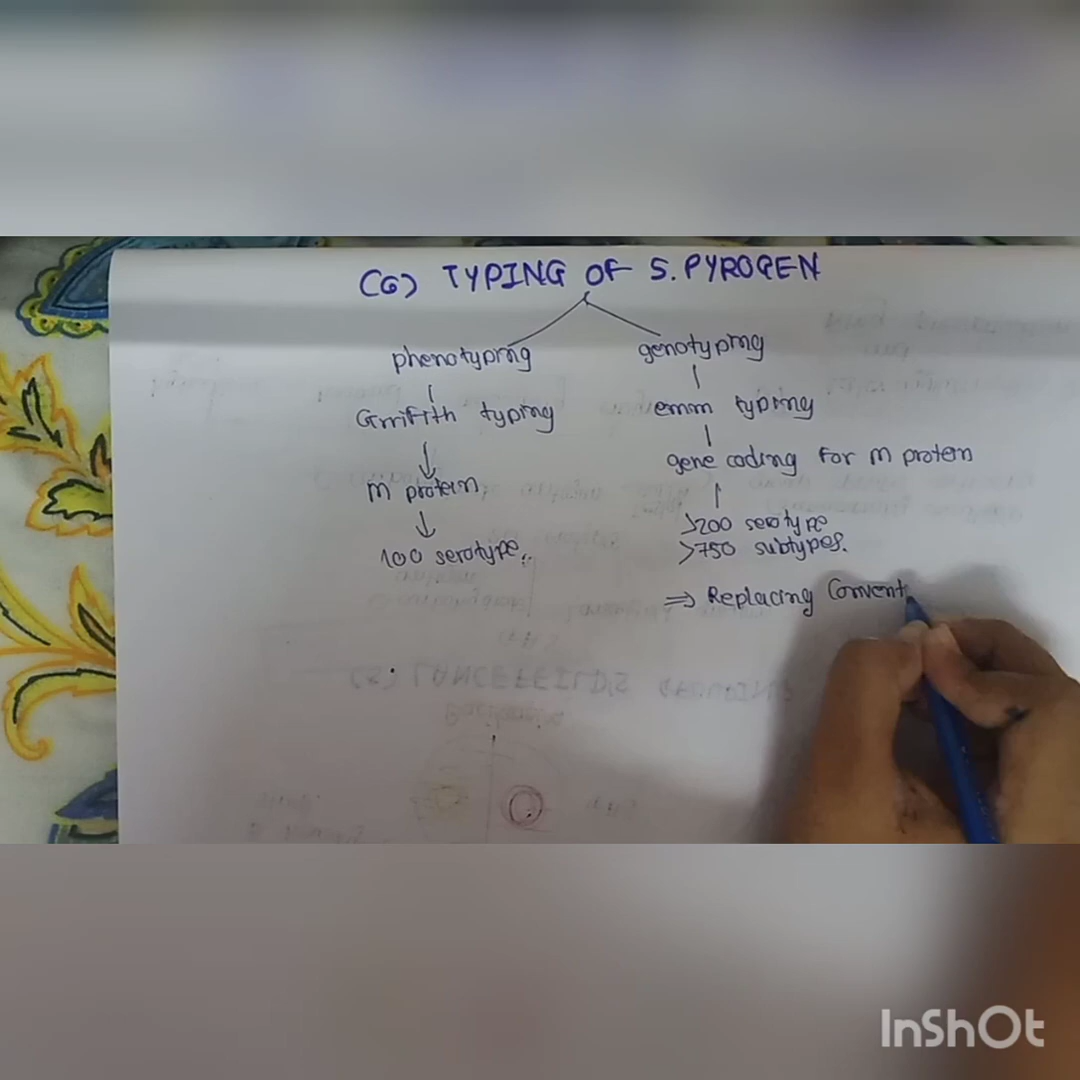 (6) TYPING OF S. PYROGEN
phenotyping
genotyping
Grrifith typing
emm typing
M protein
gene coding for M protein
100 serotype.
>200 serotype
>750 subtypes.
⇒ Replacing Convent
InShOt